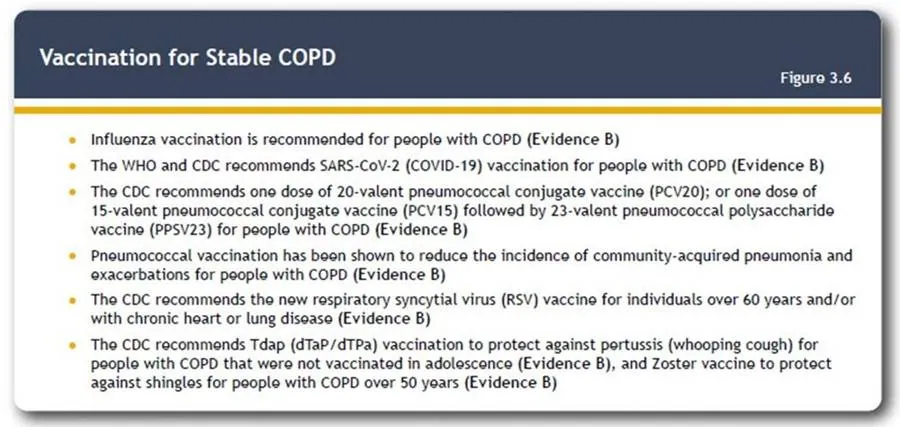 Vaccination for Stable COPD
Figure 3.6
Influenza vaccination is recommended for people with COPD (Evidence B)
The WHO and CDC recommends SARS-CoV-2 (COVID-19) vaccination for people with COPD (Evidence B)
The CDC recommends one dose of 20-valent pneumococcal conjugate vaccine (PCV20); or one dose of
15-valent pneumococcal conjugate vaccine (PCV15) followed by 23-valent pneumococcal polysaccharide
vaccine (PPSV23) for people with COPD (Evidence B)
Pneumococcal vaccination has been shown to reduce the incidence of community-acquired pneumonia and
exacerbations for people with COPD (Evidence B)
The CDC recommends the new respiratory syncytial virus (RSV) vaccine for individuals over 60 years and/or
with chronic heart or lung disease (Evidence B)
The CDC recommends Tdap (dTaP/dTPa) vaccination to protect against pertussis (whooping cough) for
people with COPD that were not vaccinated in adolescence (Evidence B), and Zoster vaccine to protect
against shingles for people with COPD over 50 years (Evidence B)